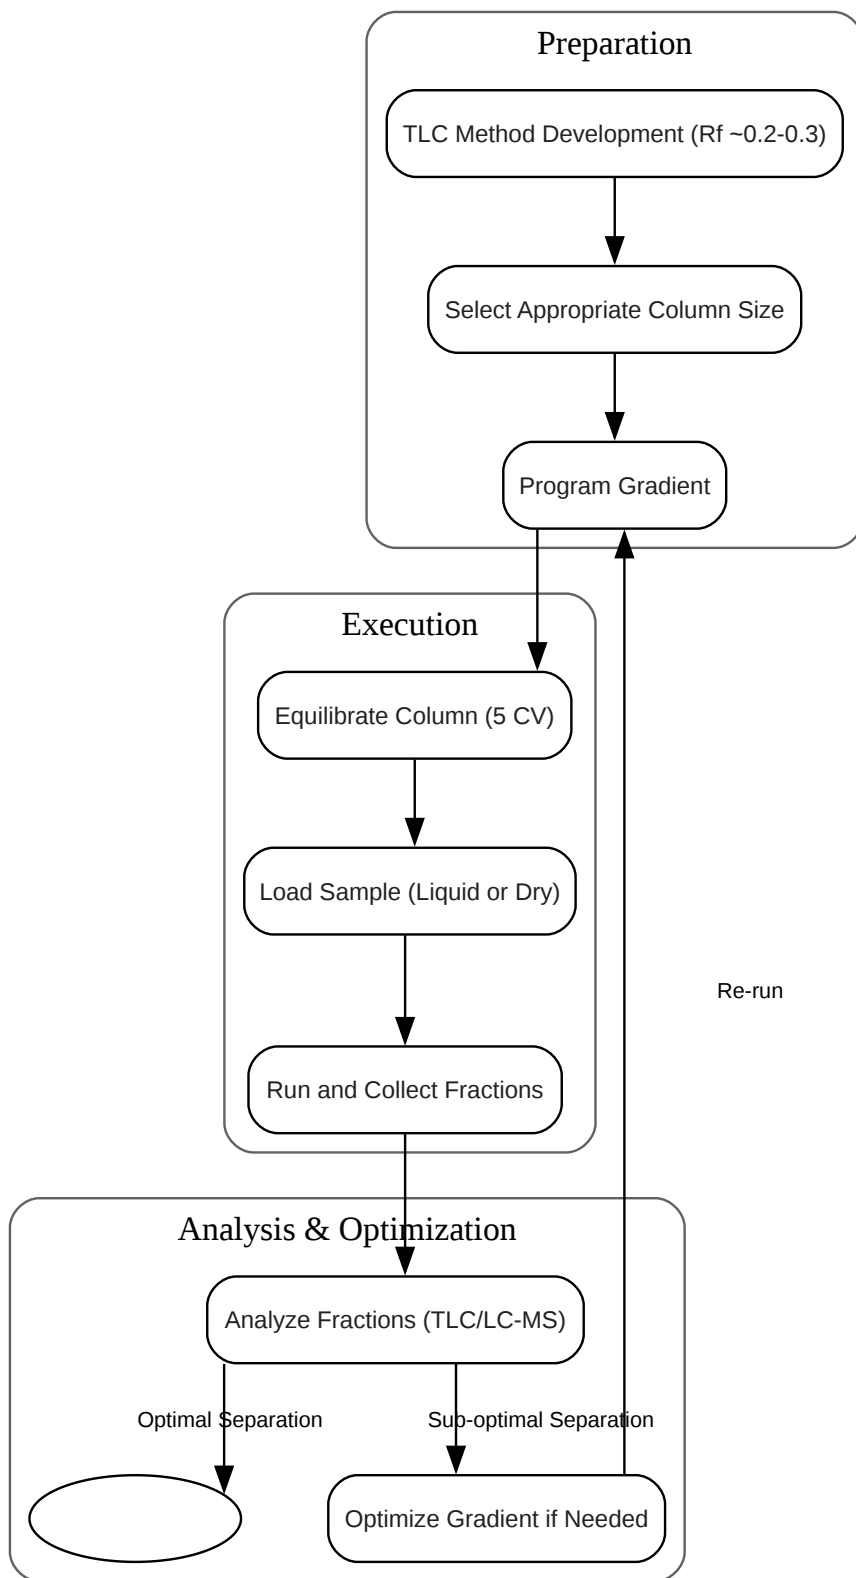 Preparation
TLC Method Development (Rf ~0.2-0.3)
Select Appropriate Column Size
Program Gradient
Execution
Equilibrate Column (5 CV)
Load Sample (Liquid or Dry)
Re-run
Run and Collect Fractions
Analysis & Optimization
Analyze Fractions (TLC/LC-MS)
Optimal Separation
Sub-optimal Separation
Optimize Gradient if Needed